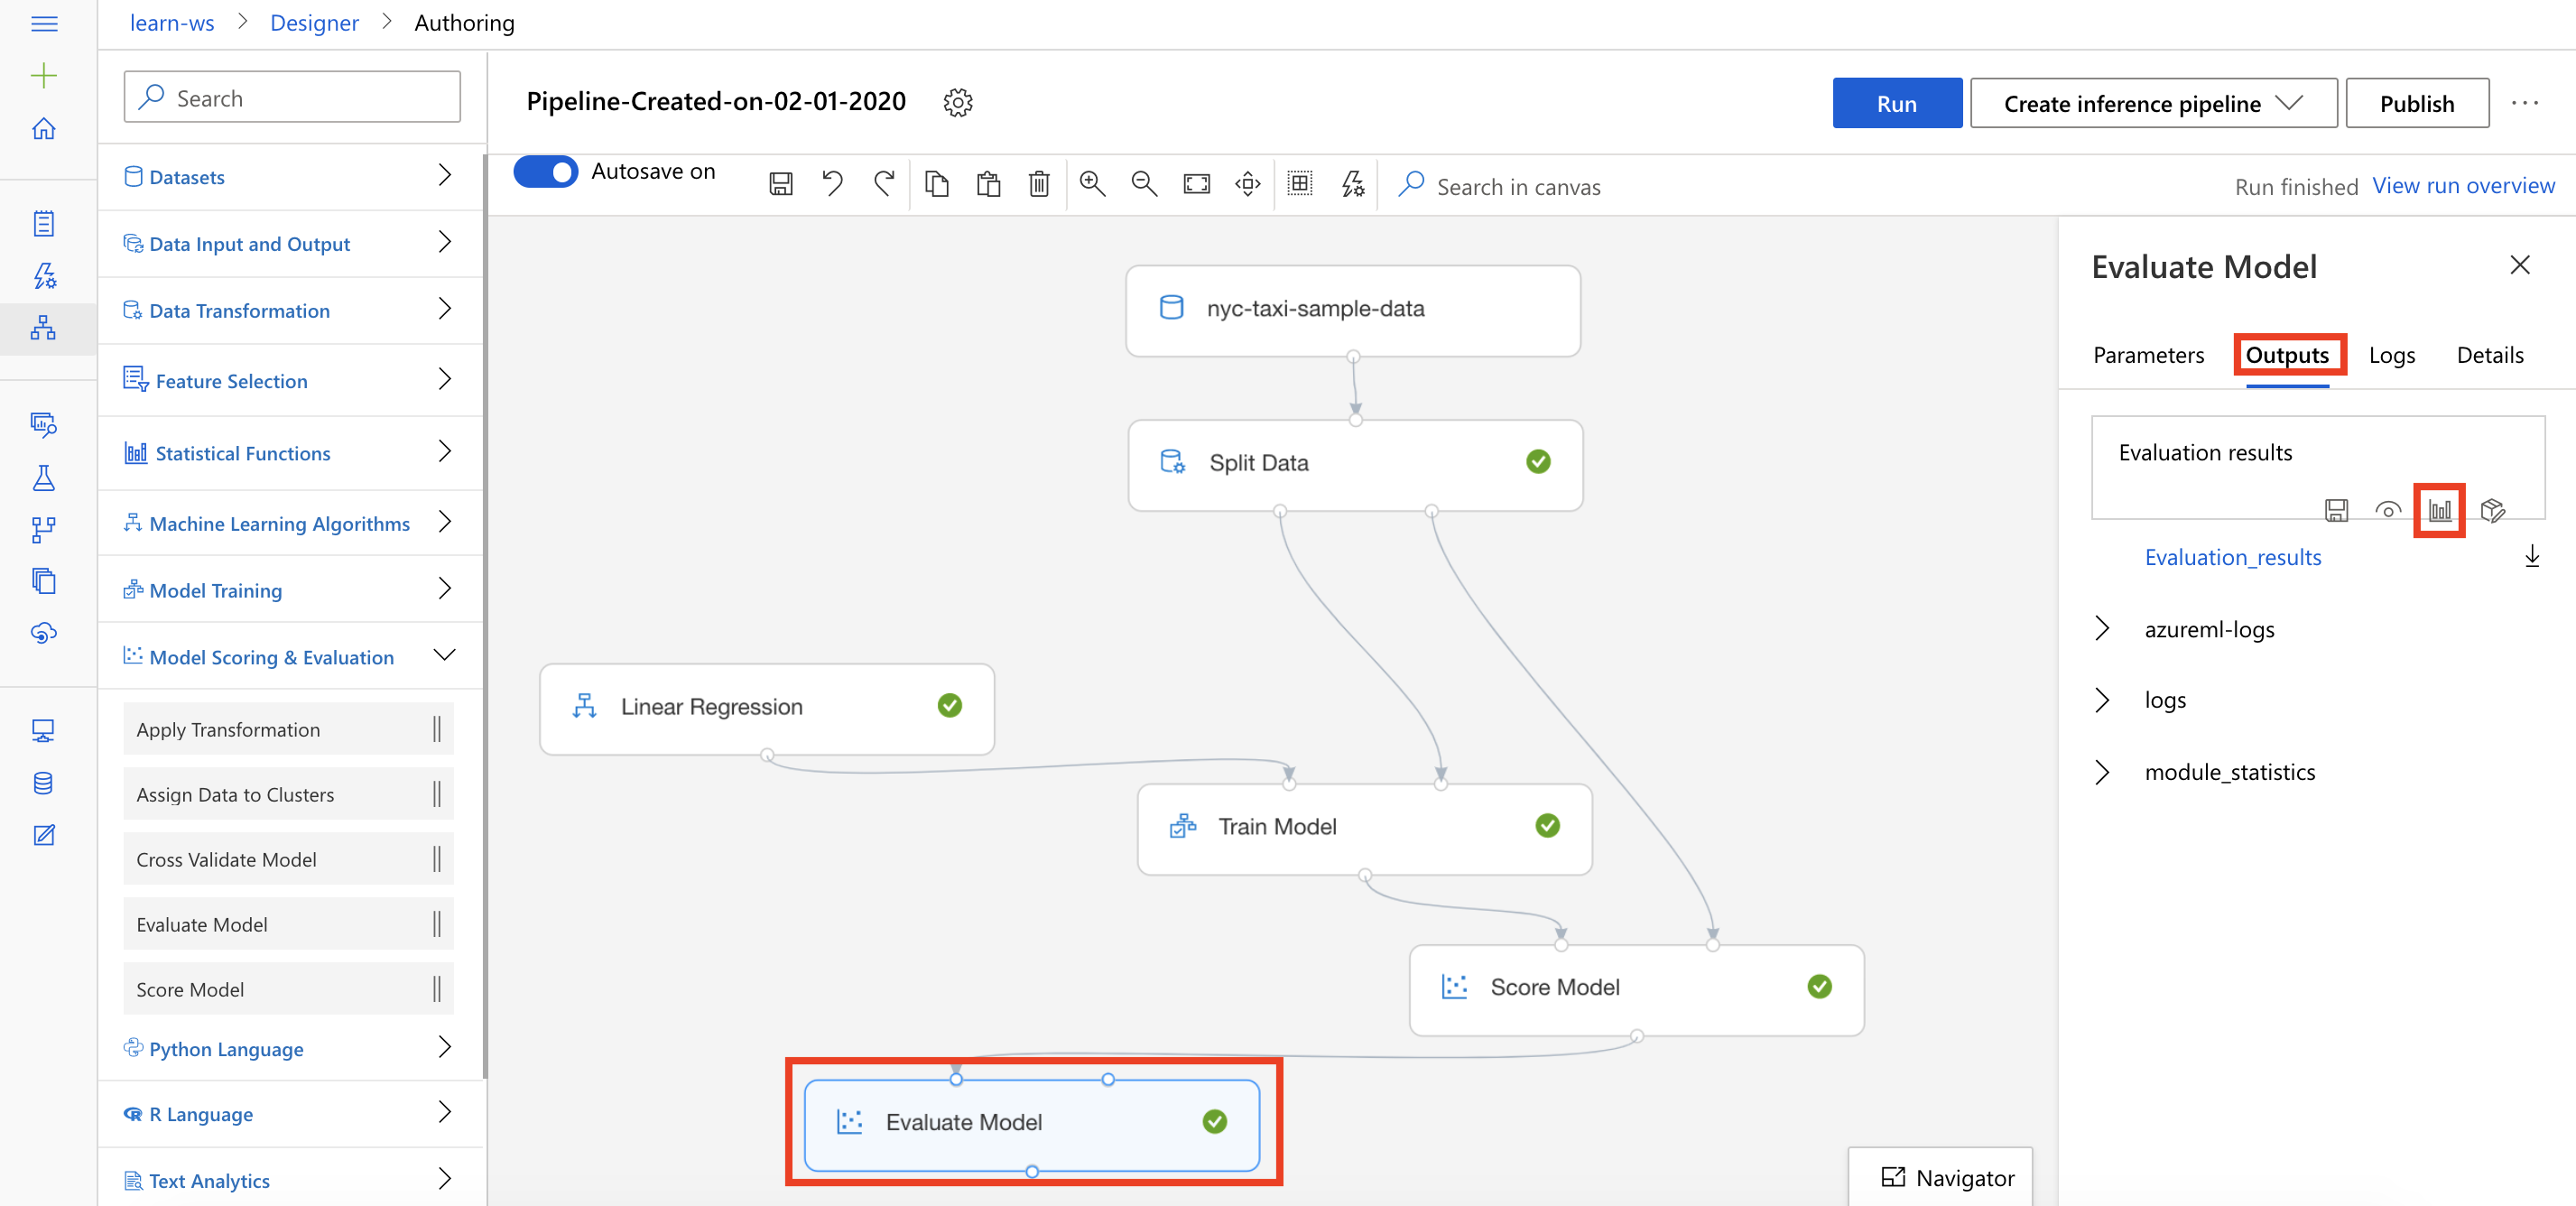 learn-ws > Designer > Authoring
Search
Datasets
Data Input and Output
Data Transformation
Feature Selection
Statistical Functions
Machine Learning Algorithms
Model Training
Model Scoring & Evaluation
Apply Transformation
Assign Data to Clusters
Cross Validate Model
Evaluate Model
Score Model
Python Language
R Language
Text Analytics
Pipeline-Created-on-02-01-2020
Run
Create inference pipeline
Publish
Autosave on
Search in canvas
Run finished View run overview
nyc-taxi-sample-data
Split Data
Linear Regression
Train Model
Score Model
Evaluate Model
Navigator
Evaluate Model
Parameters Outputs Logs Details
Evaluation results
Evaluation_results
azureml-logs
logs
module_statistics